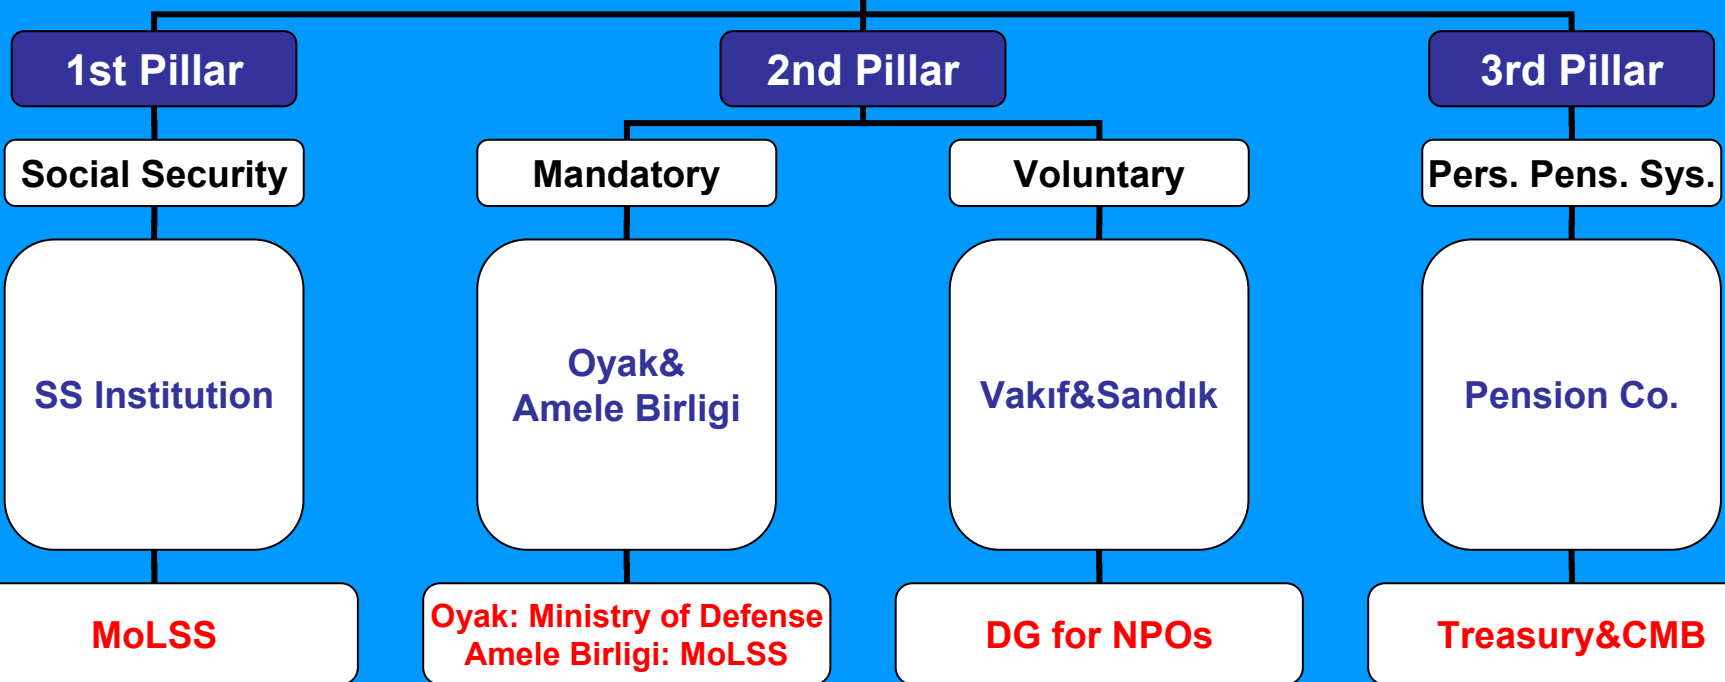 1st Pillar
2nd Pillar
3rd Pillar
Social Security
Mandatory
Voluntary
Pers. Pens. Sys.
SS Institution
Oyak&
Amele Birligi
Vakıf&Sandık
Pension Co.
MoLSS
Oyak: Ministry of Defense
Amele Birligi: MoLSS
DG for NPOs
Treasury&CMB